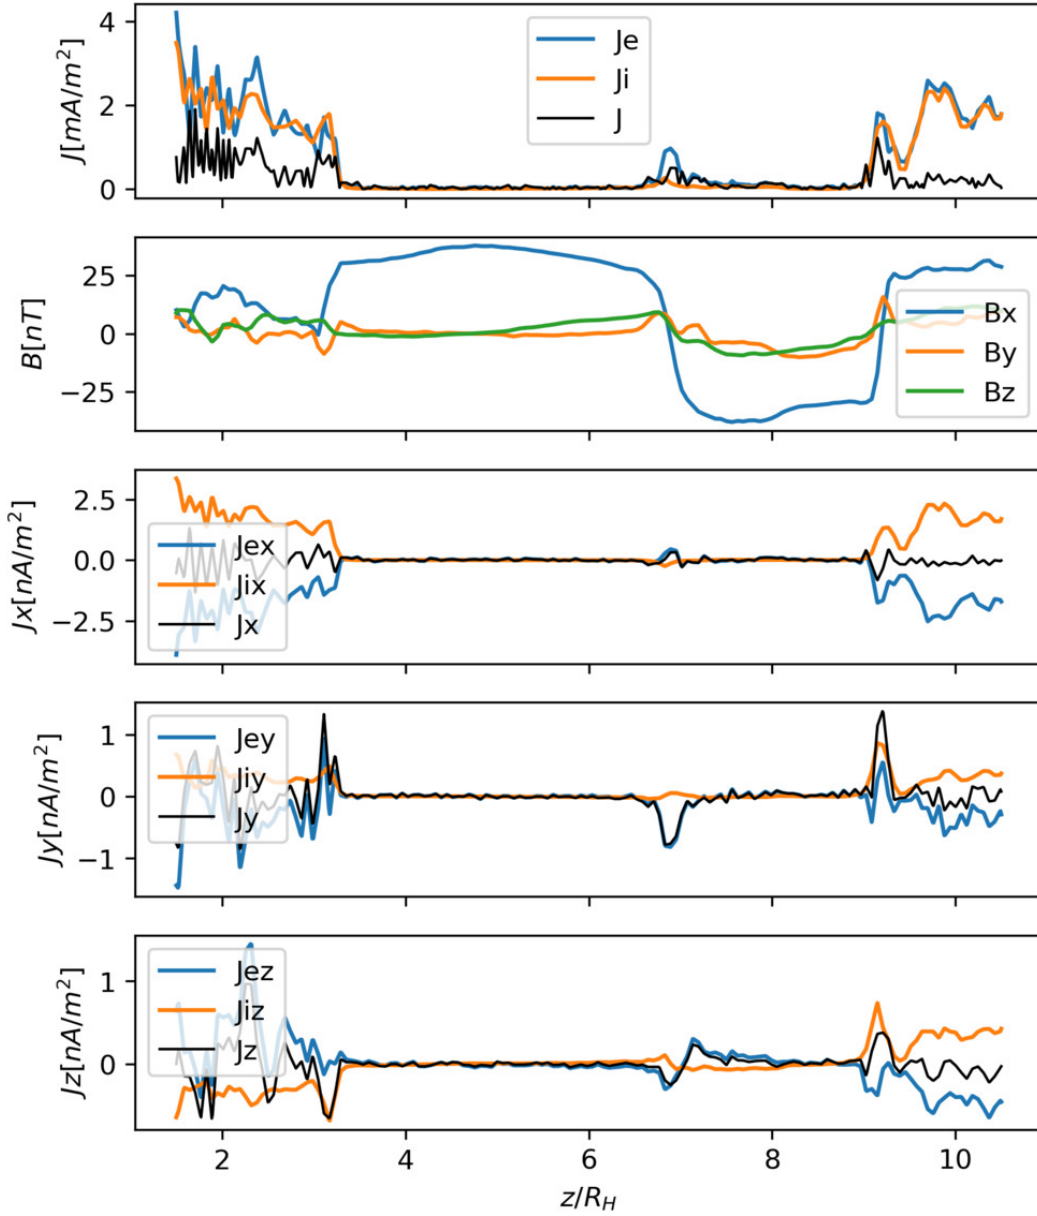 J[mA/m²]
4
2
0
Je
Ji
J
B[nT]
25
0
−25
Bx
By
Bz
Jx[nA/m²]
2.5
0.0
−2.5
Jex
Jix
Jx
Jy[nA/m²]
1
0
−1
Jey
Jiy
Jy
Jz[nA/m²]
1
0
Jez
Jiz
Jz
2 4 6 8 10
z/R_H